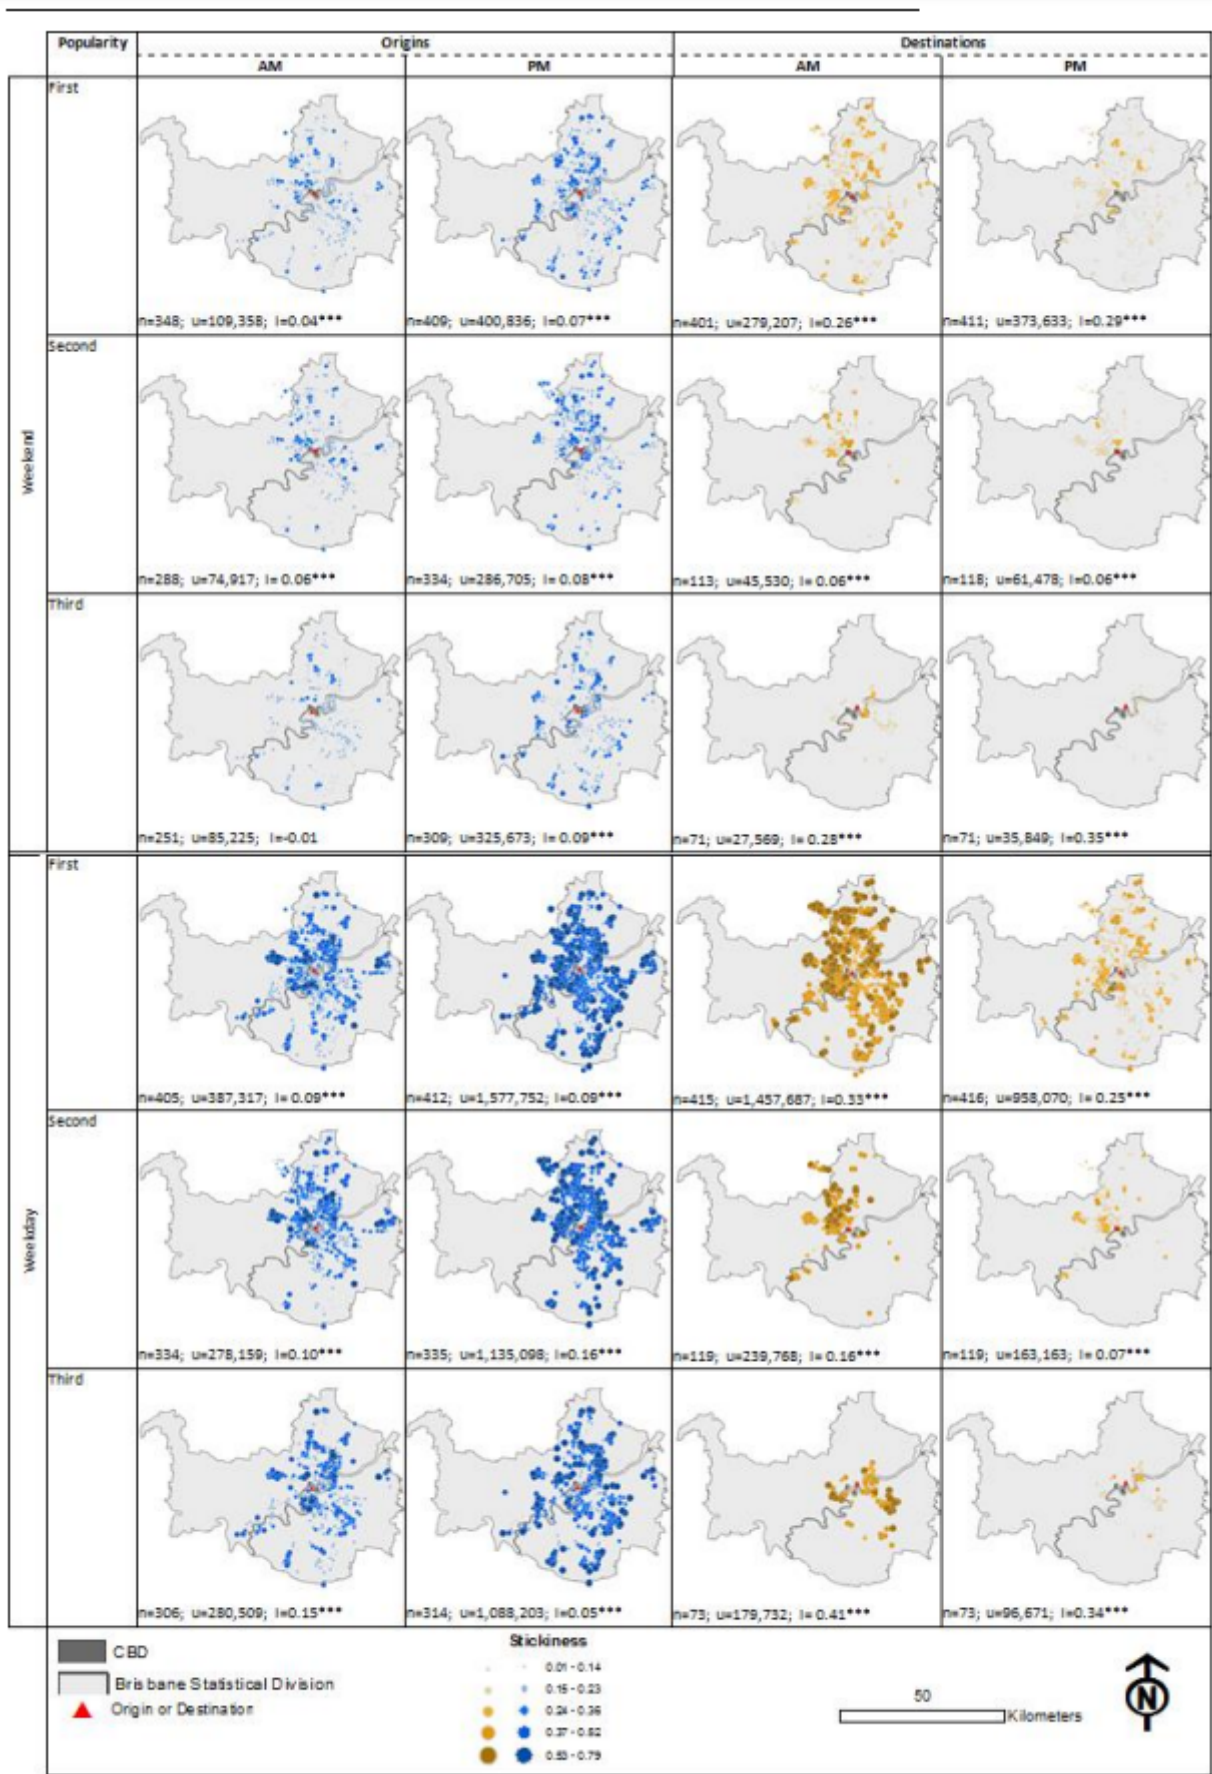 Popularity Origins Destinations
AM PM AM PM
Weekend
First
n=348; u=109,358; I=0.04***
n=409; u=400,836; I=0.07***
n=401; u=279,207; I=0.26***
n=411; u=373,633; I=0.29***
Second
n=288; u=74,917; I= 0.06***
n=334; u=286,705; I= 0.08***
n=113; u=45,530; I= 0.06***
n=118; u=61,478; I=0.06***
Third
n=251; u=85,225; I=-0.01
n=309; u=325,673; I= 0.09***
n=71; u=27,569; I= 0.28***
n=71; u=35,849; I=0.35***
Weekday
First
n=405; u=387,317; I= 0.09***
n=412; u=1,577,752; I=0.09***
n=415; u=1,457,687; I=0.33***
n=416; u=958,070; I= 0.25***
Second
n=334; u=278,159; I=0.10***
n=335; u=1,135,098; I=0.16***
n=119; u=239,768; I= 0.16***
n=119; u=163,163; I= 0.07***
Third
n=306; u=280,509; I=0.15***
n=314; u=1,088,203; I=0.05***
n=73; u=179,732; I= 0.41***
n=73; u=96,671; I=0.34***
CBD
Brisbane Statistical Division
Origin or Destination
Stickiness
0.01 - 0.14
0.15 - 0.23
0.24 - 0.36
0.37 - 0.52
0.53 - 0.79
50
Kilometers
N